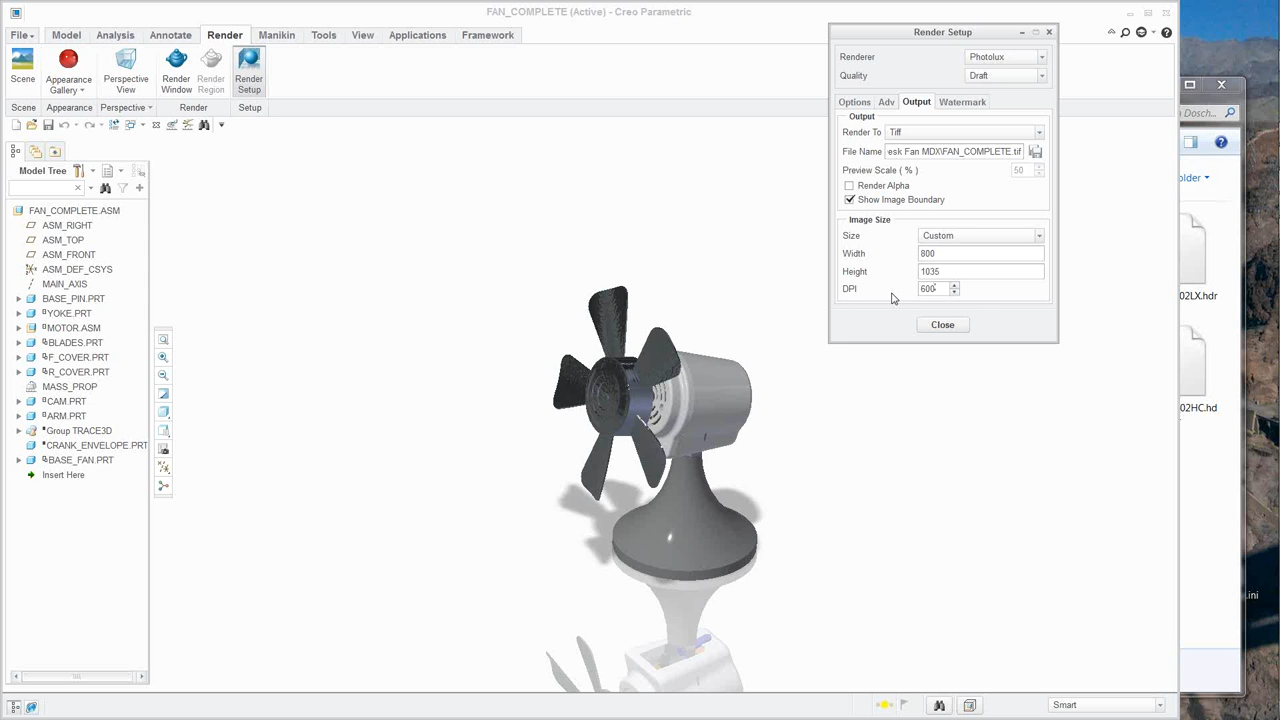 FAN_COMPLETE (Active) - Creo Parametric
File
Model
Analysis
Annotate
Render
Manikin
Tools
View
Applications
Framework
Scene
Appearance Gallery
Perspective View
Render Window
Render Region
Render Setup
Scene
Appearance
Perspective
Render
Setup
Model Tree
FAN_COMPLETE.ASM
ASM_RIGHT
ASM_TOP
ASM_FRONT
ASM_DEF_CSYS
MAIN_AXIS
BASE_PIN.PRT
YOKE.PRT
MOTOR.ASM
BLADES.PRT
F_COVER.PRT
R_COVER.PRT
MASS_PROP
CAM.PRT
ARM.PRT
Group TRACE3D
CRANK_ENVELOPE.PRT
BASE_FAN.PRT
Insert Here
Render Setup
Renderer Photolux
Quality Draft
Options Adv Output Watermark
Output
Render To Tiff
File Name esk Fan MDX\FAN_COMPLETE.tif
Preview Scale ( % ) 50
Render Alpha
Show Image Boundary
Image Size
Size Custom
Width 800
Height 1035
DPI 600
Close
Dosch...
older
02LX.hdr
02HC.hd
.ini
Smart